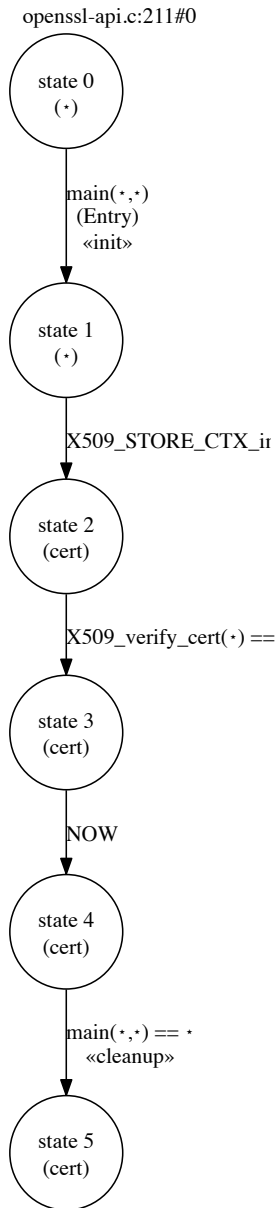 openssl-api.c:211#0
state 0
(⋆)
main(⋆,⋆)
(Entry)
«init»
state 1
(⋆)
X509_STORE_CTX_in
state 2
(cert)
X509_verify_cert(⋆) ==
state 3
(cert)
NOW
state 4
(cert)
main(⋆,⋆) == ⋆
«cleanup»
state 5
(cert)